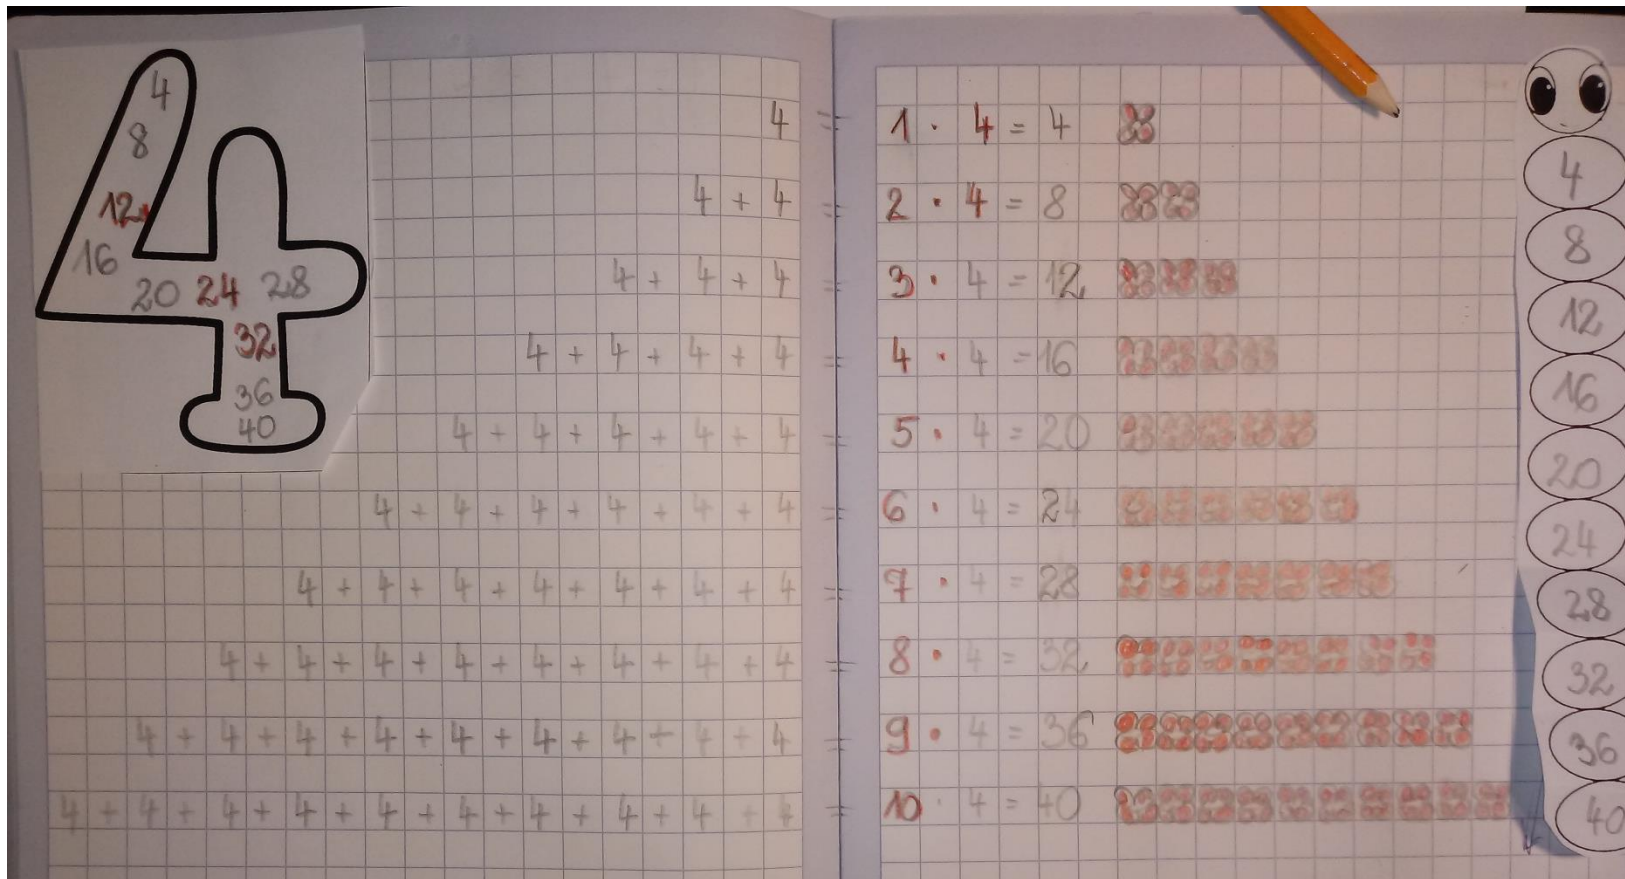 4
8
12
16
20 24 28
32
36
40
4 = 1 · 4 = 4
4 + 4 = 2 · 4 = 8
4 + 4 + 4 = 3 · 4 = 12
4 + 4 + 4 + 4 = 4 · 4 = 16
4 + 4 + 4 + 4 + 4 = 5 · 4 = 20
4 + 4 + 4 + 4 + 4 + 4 = 6 · 4 = 24
4 + 4 + 4 + 4 + 4 + 4 + 4 = 7 · 4 = 28
4 + 4 + 4 + 4 + 4 + 4 + 4 + 4 = 8 · 4 = 32
4 + 4 + 4 + 4 + 4 + 4 + 4 + 4 + 4 = 9 · 4 = 36
4 + 4 + 4 + 4 + 4 + 4 + 4 + 4 + 4 + 4 = 10 · 4 = 40
4
8
12
16
20
24
28
32
36
40